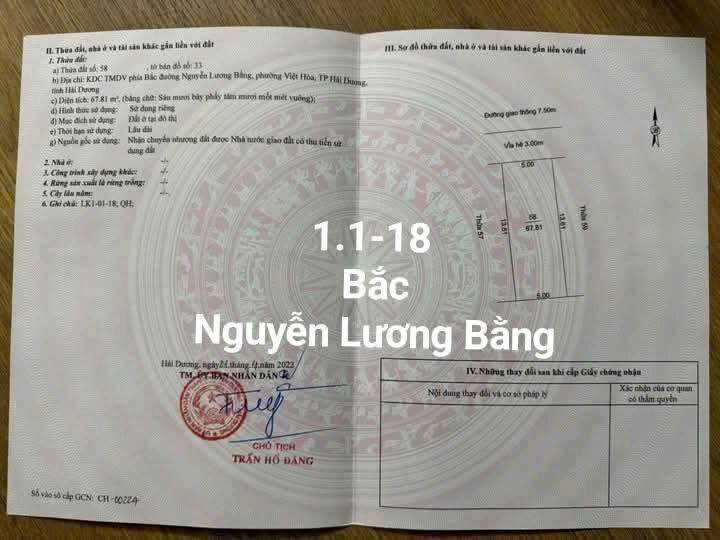 II. Thửa đất, nhà ở và tài sản khác gắn liền với đất
1. Thửa đất:
a) Thửa đất số: 58 , tờ bản đồ số: 33
b) Địa chỉ: KDC TMDV phía Bắc đường Nguyễn Lương Bằng, phường Việt Hòa, TP Hải Dương,
tỉnh Hải Dương
c) Diện tích: 67.81 m², (bằng chữ: Sáu mươi bảy phẩy tám mươi mốt mét vuông);
d) Hình thức sử dụng: Sử dụng riêng
đ) Mục đích sử dụng: Đất ở tại đô thị
e) Thời hạn sử dụng: Lâu dài
g) Nguồn gốc sử dụng: Nhận chuyển nhượng đất được Nhà nước giao đất có thu tiền sử
dụng đất
2. Nhà ở: -/-
3. Công trình xây dựng khác: -/-
4. Rừng sản xuất là rừng trồng: -/-
5. Cây lâu năm: -/-
6. Ghi chú: LK1-01-18; QH;
Hải Dương, ngày tháng năm 2022
TM. ỦY BAN NHÂN DÂN
CHỦ TỊCH
TRẦN HỒ ĐĂNG
Số vào sổ cấp GCN: CH-00224
III. Sơ đồ thửa đất, nhà ở và tài sản khác gắn liền với đất
Đường giao thông 7.50m
Vỉa hè 3.00m
5.00
Thửa 57
13.61
58
67.81
13.61
Thửa 59
5.00
1.1-18
Bắc
Nguyễn Lương Bằng
IV. Những thay đổi sau khi cấp Giấy chứng nhận
Nội dung thay đổi và cơ sở pháp lý
Xác nhận của cơ quan
có thẩm quyền